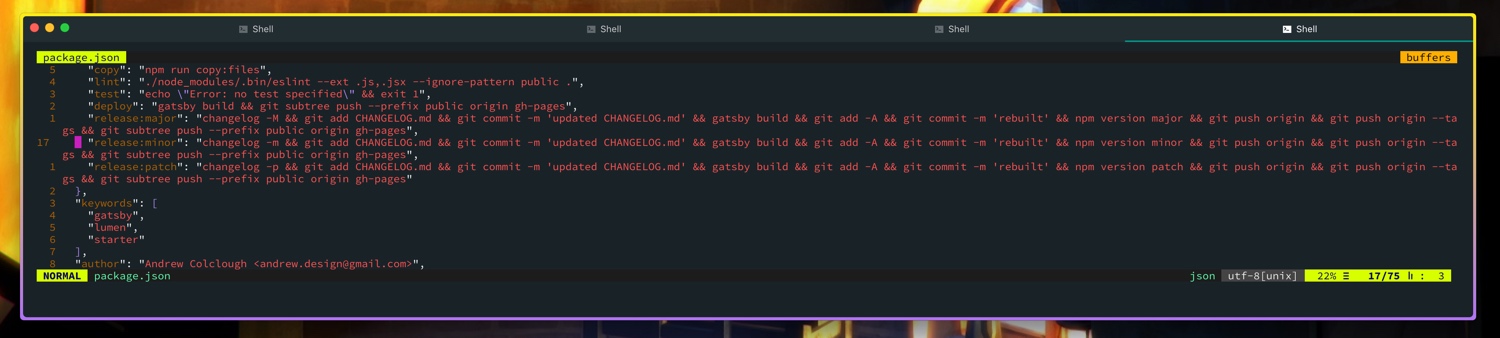 Shell Shell Shell Shell
package.json buffers
5 "copy": "npm run copy:files",
4 "lint": "./node_modules/.bin/eslint --ext .js,.jsx --ignore-pattern public .",
3 "test": "echo \"Error: no test specified\" && exit 1",
2 "deploy": "gatsby build && git subtree push --prefix public origin gh-pages",
1 "release:major": "changelog -M && git add CHANGELOG.md && git commit -m 'updated CHANGELOG.md' && gatsby build && git add -A && git commit -m 'rebuilt' && npm version major && git push origin && git push origin --ta
gs && git subtree push --prefix public origin gh-pages",
17 "release:minor": "changelog -m && git add CHANGELOG.md && git commit -m 'updated CHANGELOG.md' && gatsby build && git add -A && git commit -m 'rebuilt' && npm version minor && git push origin && git push origin --ta
gs && git subtree push --prefix public origin gh-pages",
1 "release:patch": "changelog -p && git add CHANGELOG.md && git commit -m 'updated CHANGELOG.md' && gatsby build && git add -A && git commit -m 'rebuilt' && npm version patch && git push origin && git push origin --ta
gs && git subtree push --prefix public origin gh-pages"
2 },
3 "keywords": [
4 "gatsby",
5 "lumen",
6 "starter"
7 ],
8 "author": "Andrew Colclough <andrew.design@gmail.com>",
NORMAL package.json json utf-8[unix] 22% ☰ 17/75 ㏑ : 3